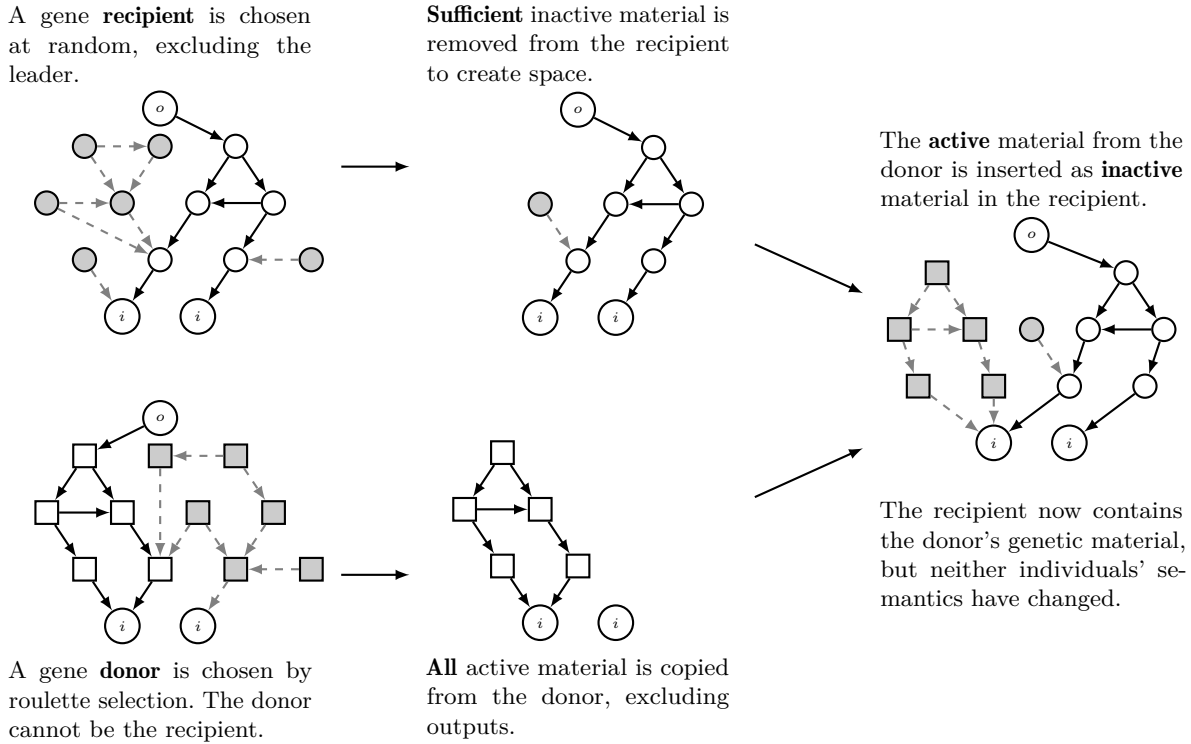 A gene recipient is chosen
at random, excluding the
leader.
o
i
i
Sufficient inactive material is
removed from the recipient
to create space.
o
i
i
The active material from the
donor is inserted as inactive
material in the recipient.
o
i
i
The recipient now contains
the donor's genetic material,
but neither individuals' se-
mantics have changed.
o
i
i
A gene donor is chosen by
roulette selection. The donor
cannot be the recipient.
i
i
All active material is copied
from the donor, excluding
outputs.